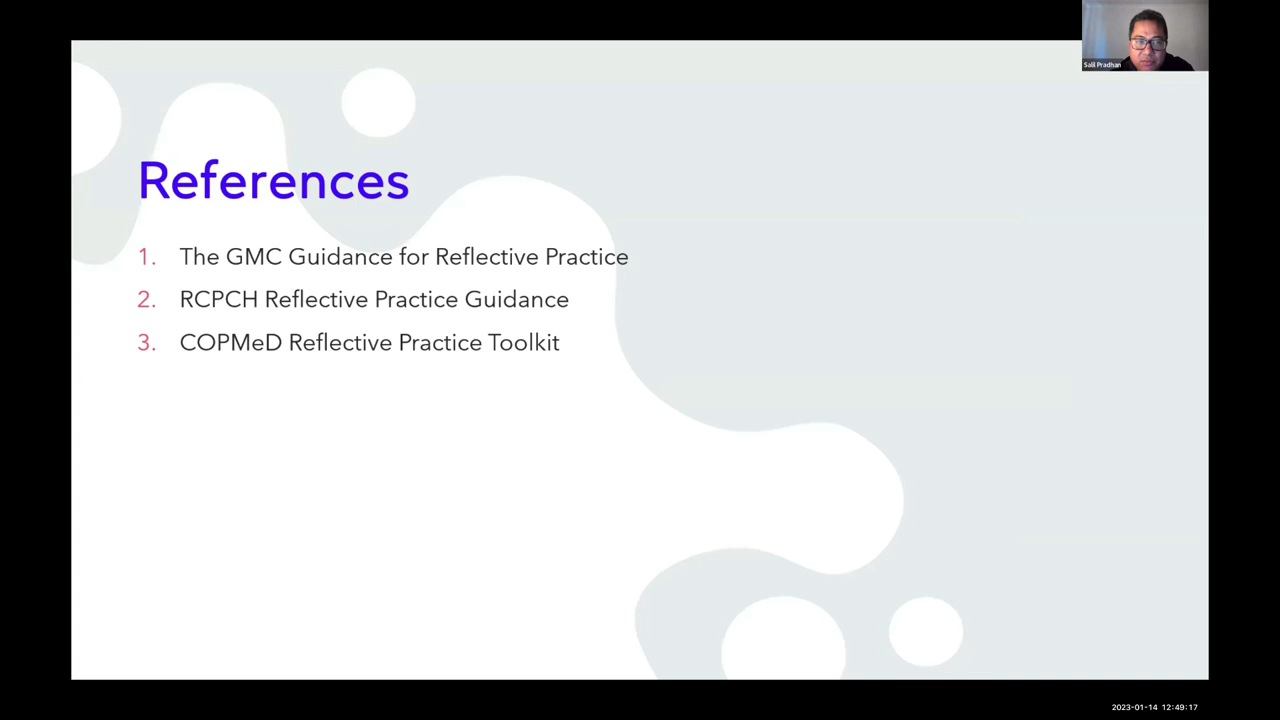 Salil Pradhan
References
1. The GMC Guidance for Reflective Practice
2. RCPCH Reflective Practice Guidance
3. COPMeD Reflective Practice Toolkit
2023-01-14 12:49:17